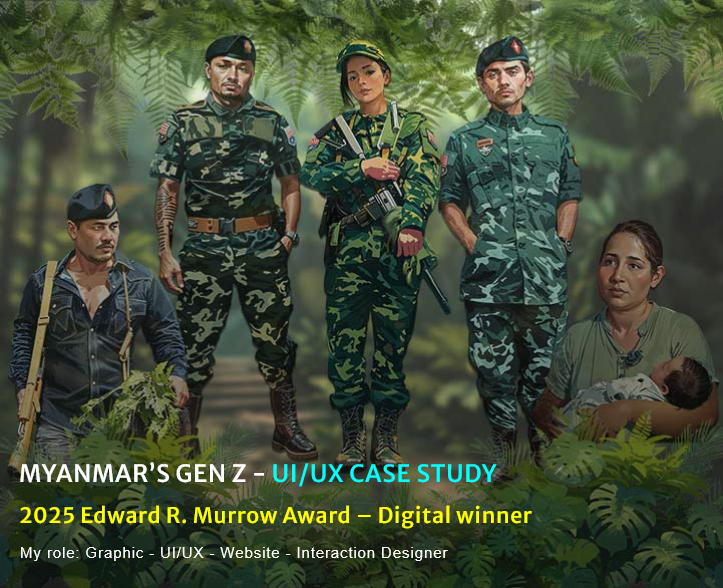 MYANMAR’S GEN Z – UI/UX CASE STUDY
2025 Edward R. Murrow Award – Digital winner
My role: Graphic - UI/UX - Website - Interaction Designer